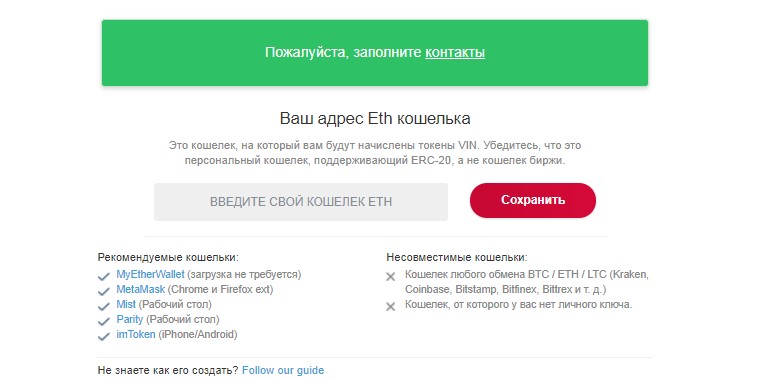 Пожалуйста, заполните контакты
Ваш адрес Eth кошелька
Это кошелек, на который вам будут начислены токены VIN. Убедитесь, что это
персональный кошелек, поддерживающий ERC-20, а не кошелек биржи.
ВВЕДИТЕ СВОЙ КОШЕЛЕК ETH
Сохранить
Рекомендуемые кошельки:
MyEtherWallet (загрузка не требуется)
MetaMask (Chrome и Firefox ext)
Mist (Рабочий стол)
Parity (Рабочий стол)
imToken (iPhone/Android)
Несовместимые кошельки:
Кошелек любого обмена BTC / ETH / LTC (Kraken,
Coinbase, Bitstamp, Bitfinex, Bittrex и т. д.)
Кошелек, от которого у вас нет личного ключа.
Не знаете как его создать? Follow our guide